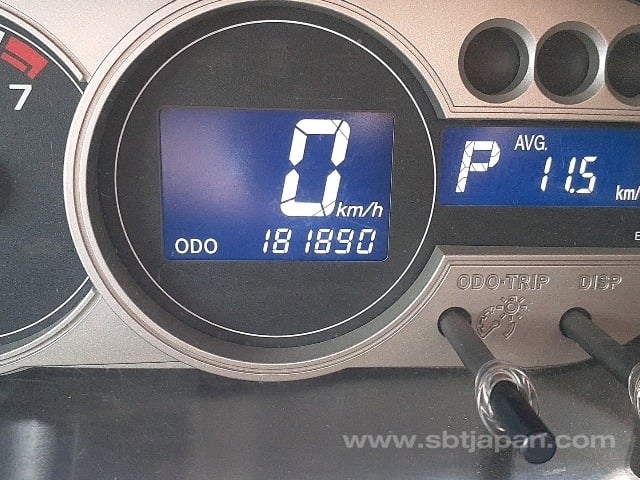 7
0 km/h
ODO 181890
P AVG. 11.5 km/
E
ODO·TRIP DISP
www.sbtjapan.com